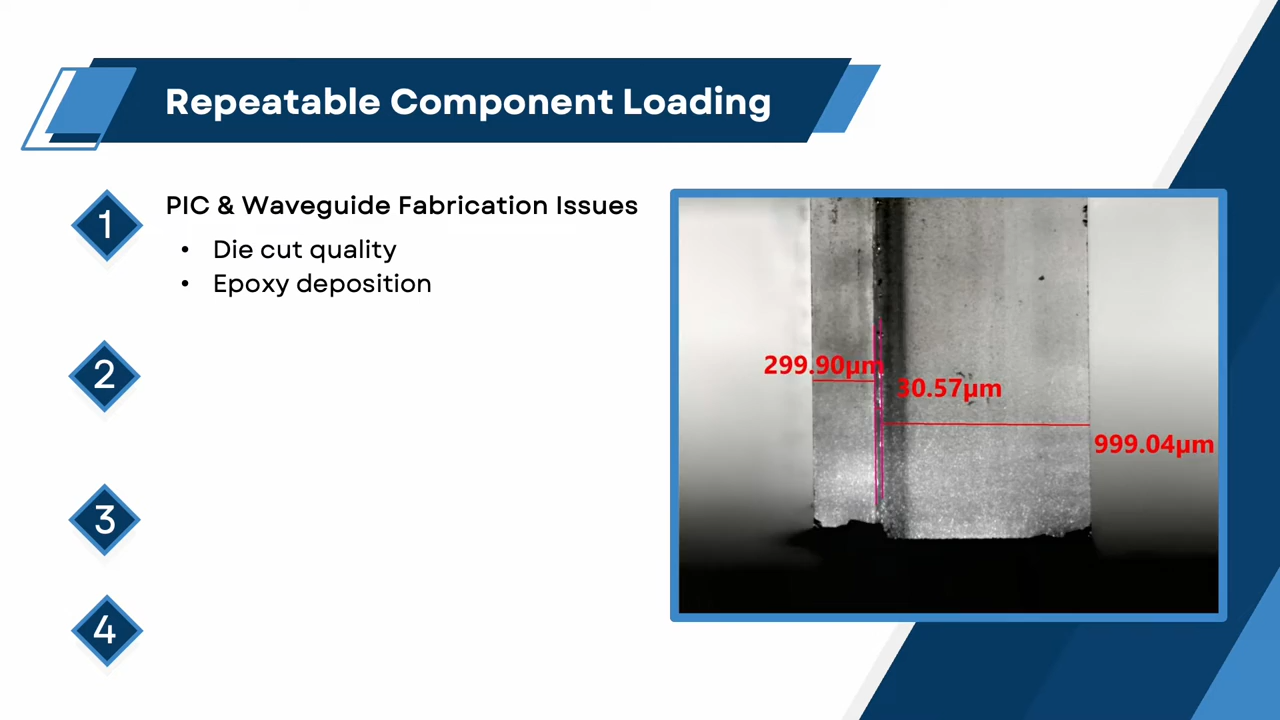 Repeatable Component Loading
1
PIC & Waveguide Fabrication Issues
• Die cut quality
• Epoxy deposition
2
3
4
299.90µm
30.57µm
999.04µm